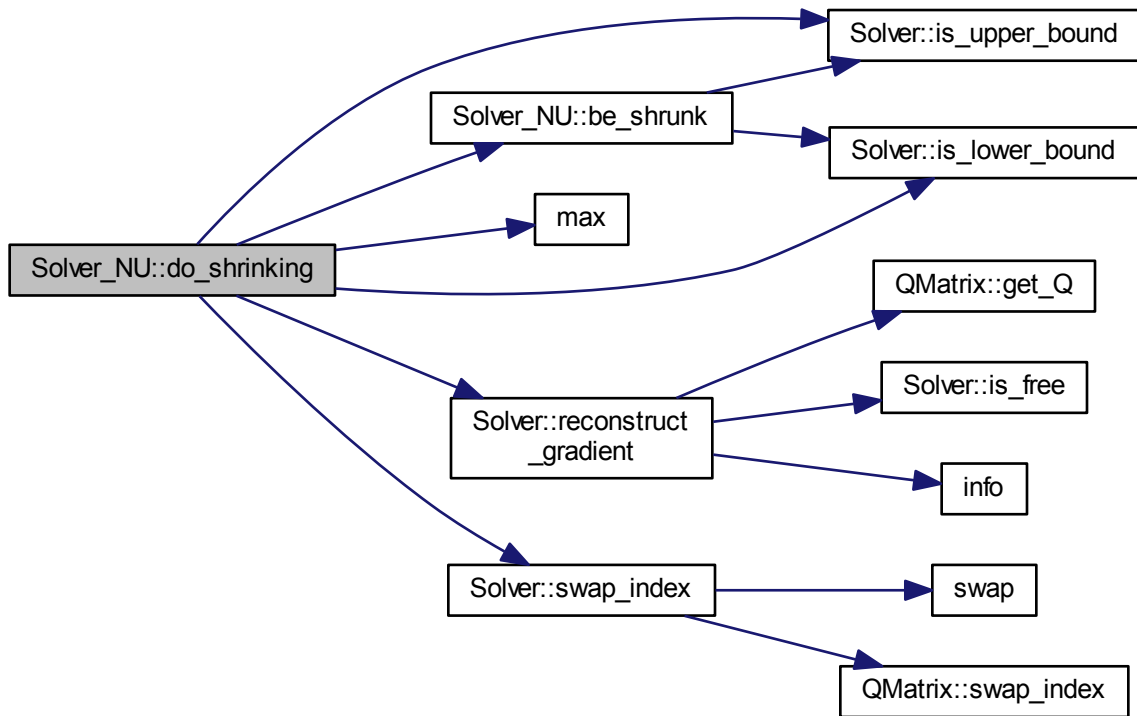 Solver::is_upper_bound
Solver_NU::be_shrunk
Solver::is_lower_bound
max
Solver_NU::do_shrinking
QMatrix::get_Q
Solver::is_free
Solver::reconstruct
_gradient
info
Solver::swap_index
swap
QMatrix::swap_index